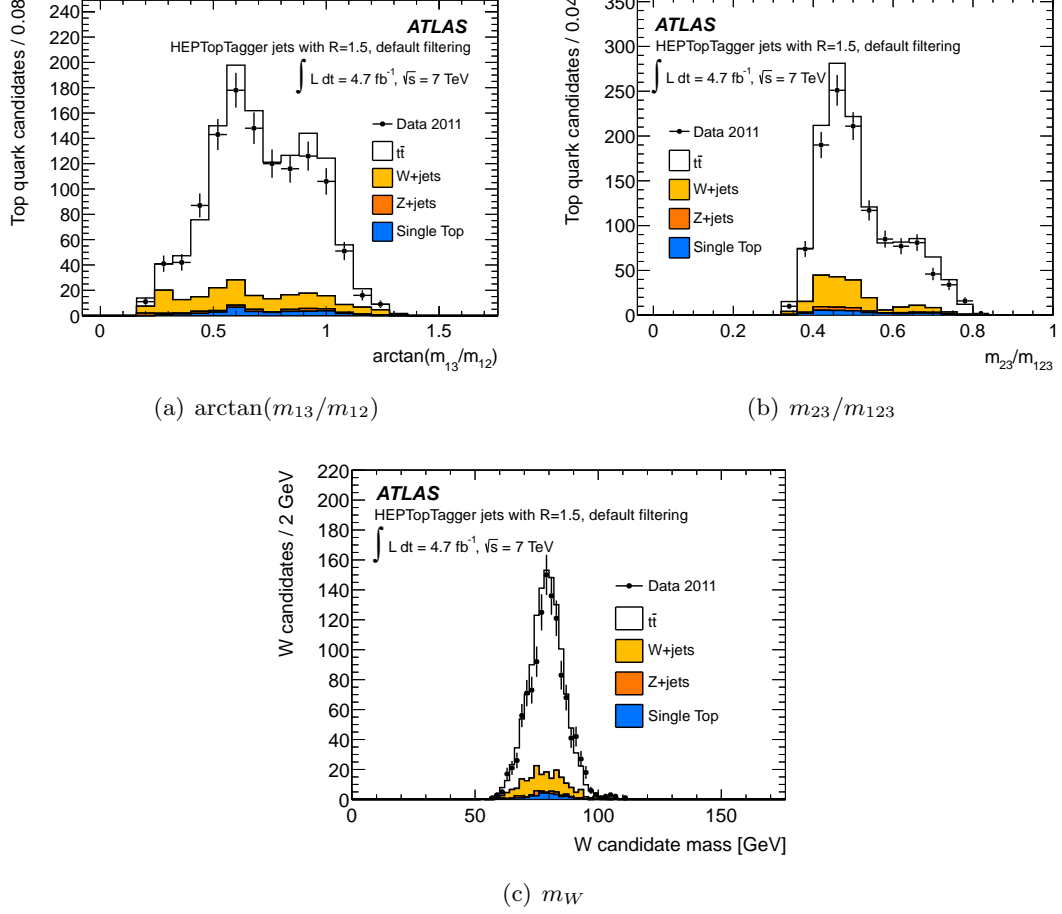 Top quark candidates / 0.08
240
220
200
180
160
140
120
100
80
60
40
20
0
ATLAS
HEPTopTagger jets with R=1.5, default filtering
∫ L dt = 4.7 fb⁻¹, √s = 7 TeV
Data 2011
tt̄
W+jets
Z+jets
Single Top
0 0.5 1 1.5
arctan(m₁₃/m₁₂)
(a) arctan(m₁₃/m₁₂)
Top quark candidates / 0.04
350
300
250
200
150
100
50
0
ATLAS
HEPTopTagger jets with R=1.5, default filtering
∫ L dt = 4.7 fb⁻¹, √s = 7 TeV
Data 2011
tt̄
W+jets
Z+jets
Single Top
0 0.2 0.4 0.6 0.8 1
m₂₃/m₁₂₃
(b) m₂₃/m₁₂₃
W candidates / 2 GeV
220
200
180
160
140
120
100
80
60
40
20
0
ATLAS
HEPTopTagger jets with R=1.5, default filtering
∫ L dt = 4.7 fb⁻¹, √s = 7 TeV
Data 2011
tt̄
W+jets
Z+jets
Single Top
0 50 100 150
W candidate mass [GeV]
(c) m_W